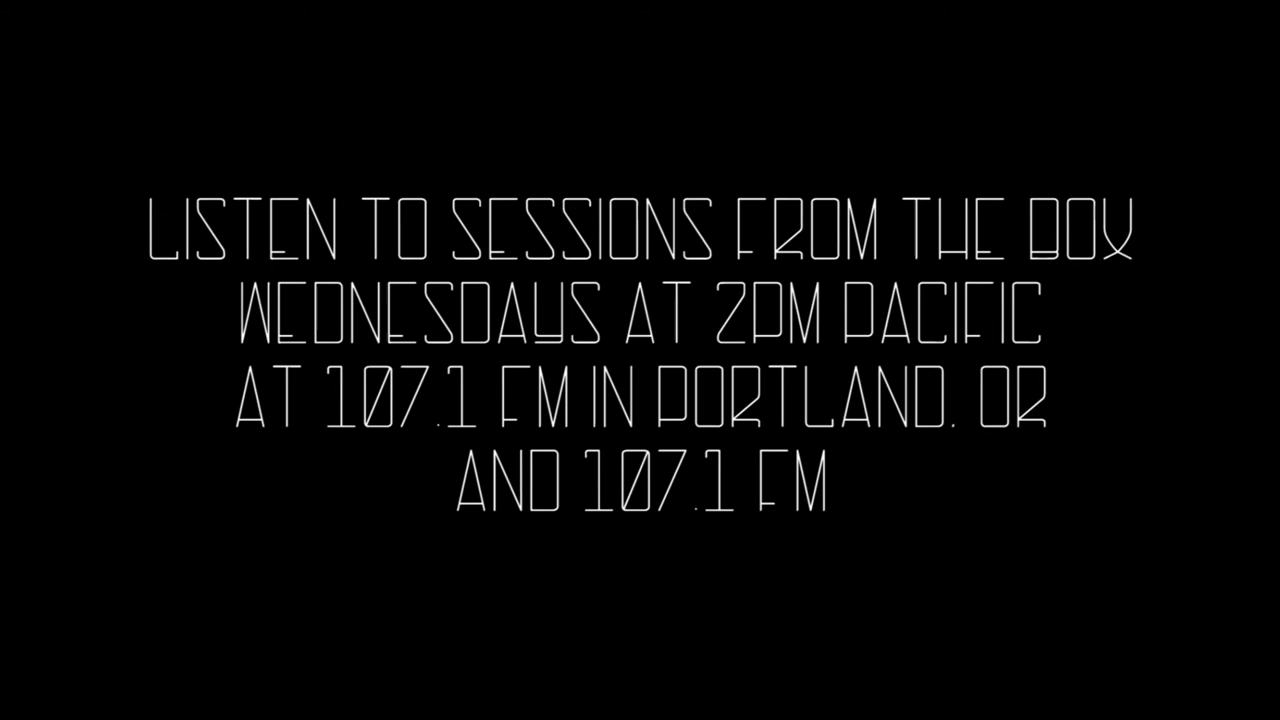 LISTEN TO SESSIONS FROM THE BOX
WEDNESDAYS AT 2PM PACIFIC
AT 107.1 FM IN PORTLAND, OR
AND 107.1 FM